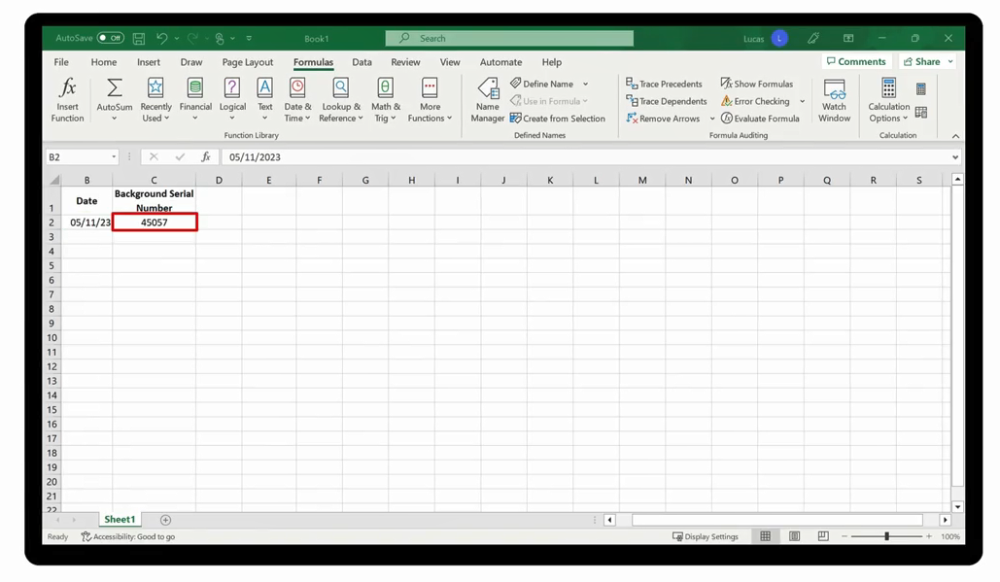 AutoSave Off Book1 Search Lucas L
File Home Insert Draw Page Layout Formulas Data Review View Automate Help Comments Share
fx Σ ? A θ
Insert Function AutoSum Recently Used Financial Logical Text Date & Time Lookup & Reference Math & Trig More Functions
Function Library
Name Manager Define Name
Use in Formula
Create from Selection
Defined Names
Trace Precedents Show Formulas
Trace Dependents Error Checking
Remove Arrows Evaluate Formula
Formula Auditing
Watch Window
Calculation Options
Calculation
B2 fx 05/11/2023
B C D E F G H I J K L M N O P Q R S
1 Date Background Serial Number
2 05/11/23 45057
3
4
5
6
7
8
9
10
11
12
13
14
15
16
17
18
19
20
21
22
Sheet1
Ready Accessibility: Good to go Display Settings 100%